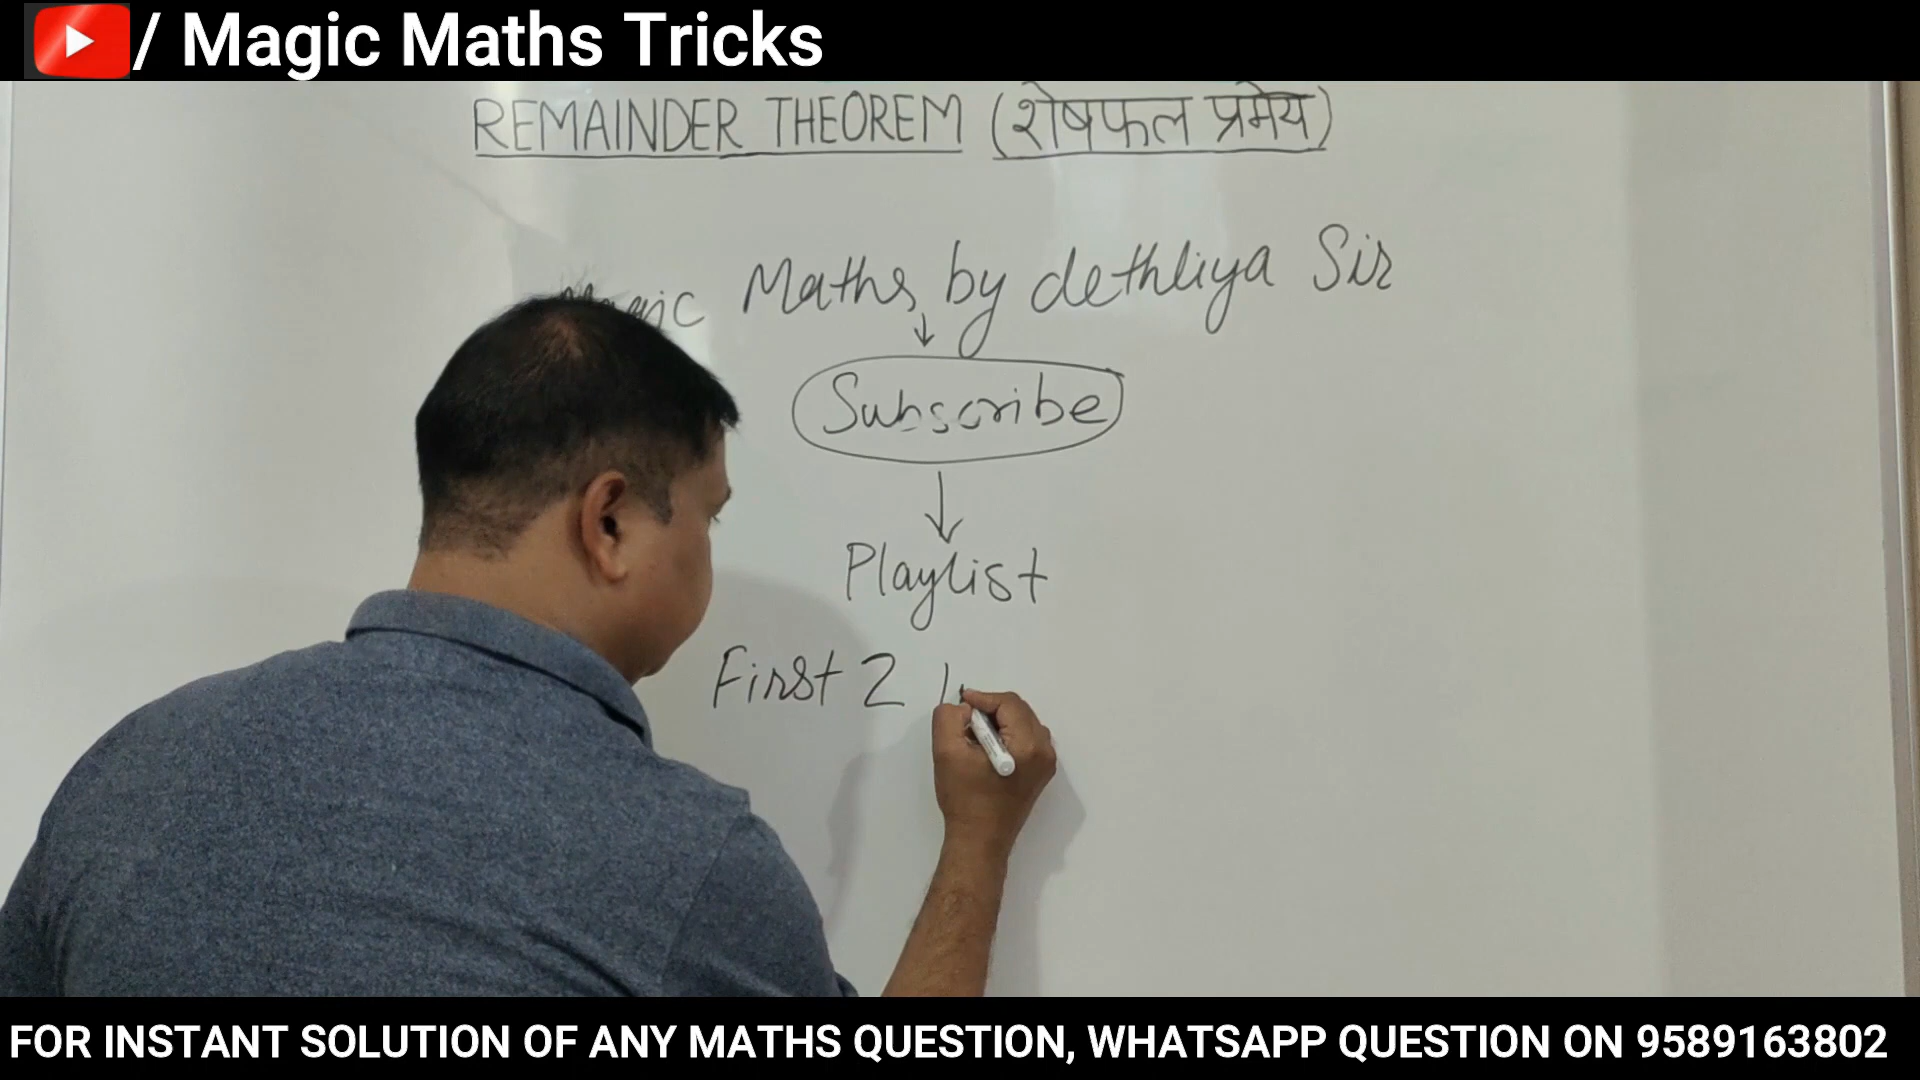 / Magic Maths Tricks
REMAINDER THEOREM (शेषफल प्रमेय)
Magic Maths by dethliya Sir
Subscribe
Playlist
First 2
FOR INSTANT SOLUTION OF ANY MATHS QUESTION, WHATSAPP QUESTION ON 9589163802